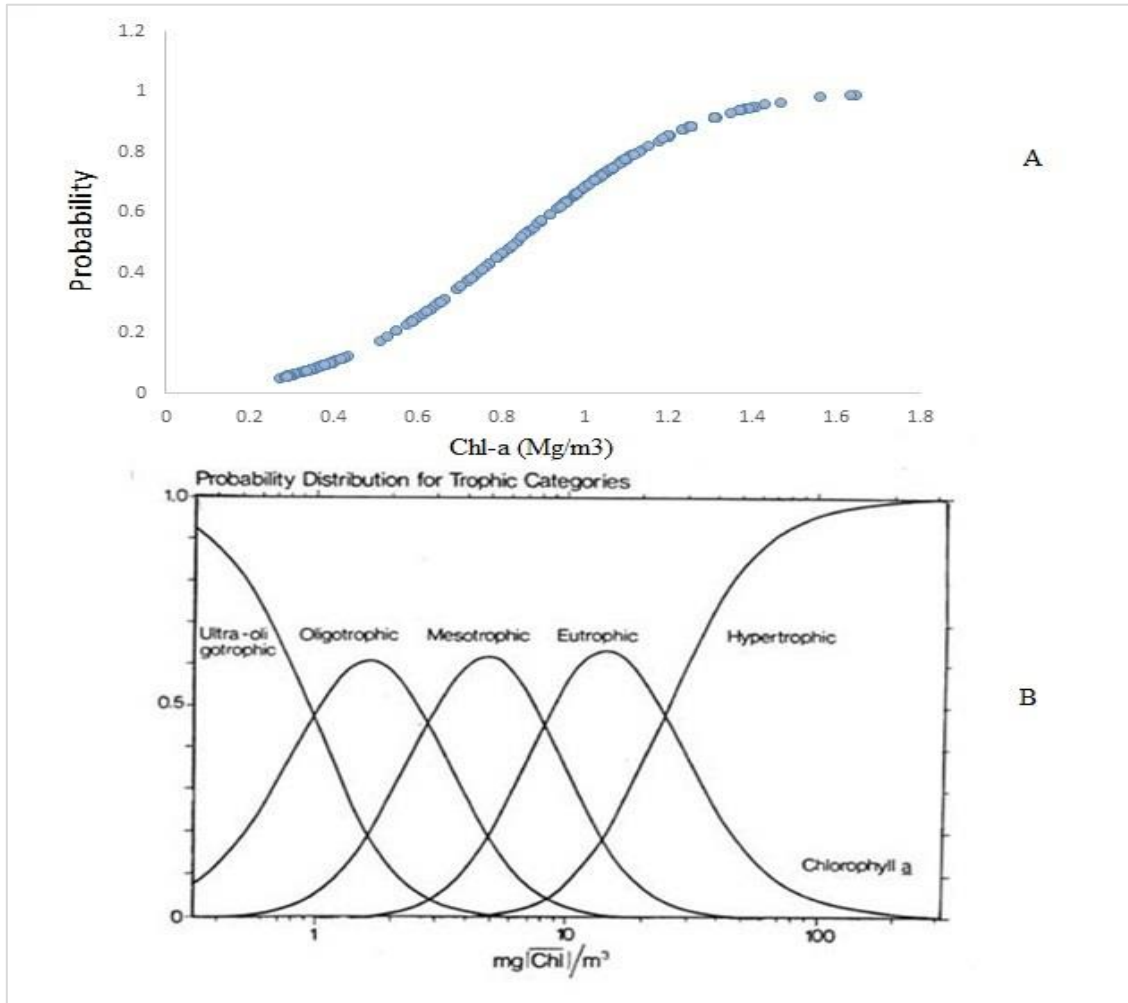 1.2
1
0.8
0.6
0.4
0.2
0
Probability
0 0.2 0.4 0.6 0.8 1 1.2 1.4 1.6 1.8
Chl-a (Mg/m3)
A
Probability Distribution for Trophic Categories
1.0
0.5
0
Ultra-oli
gotrophic
Oligotrophic
Mesotrophic
Eutrophic
Hypertrophic
Chlorophyll a
B
1 10 100
mg[Chl]/m³